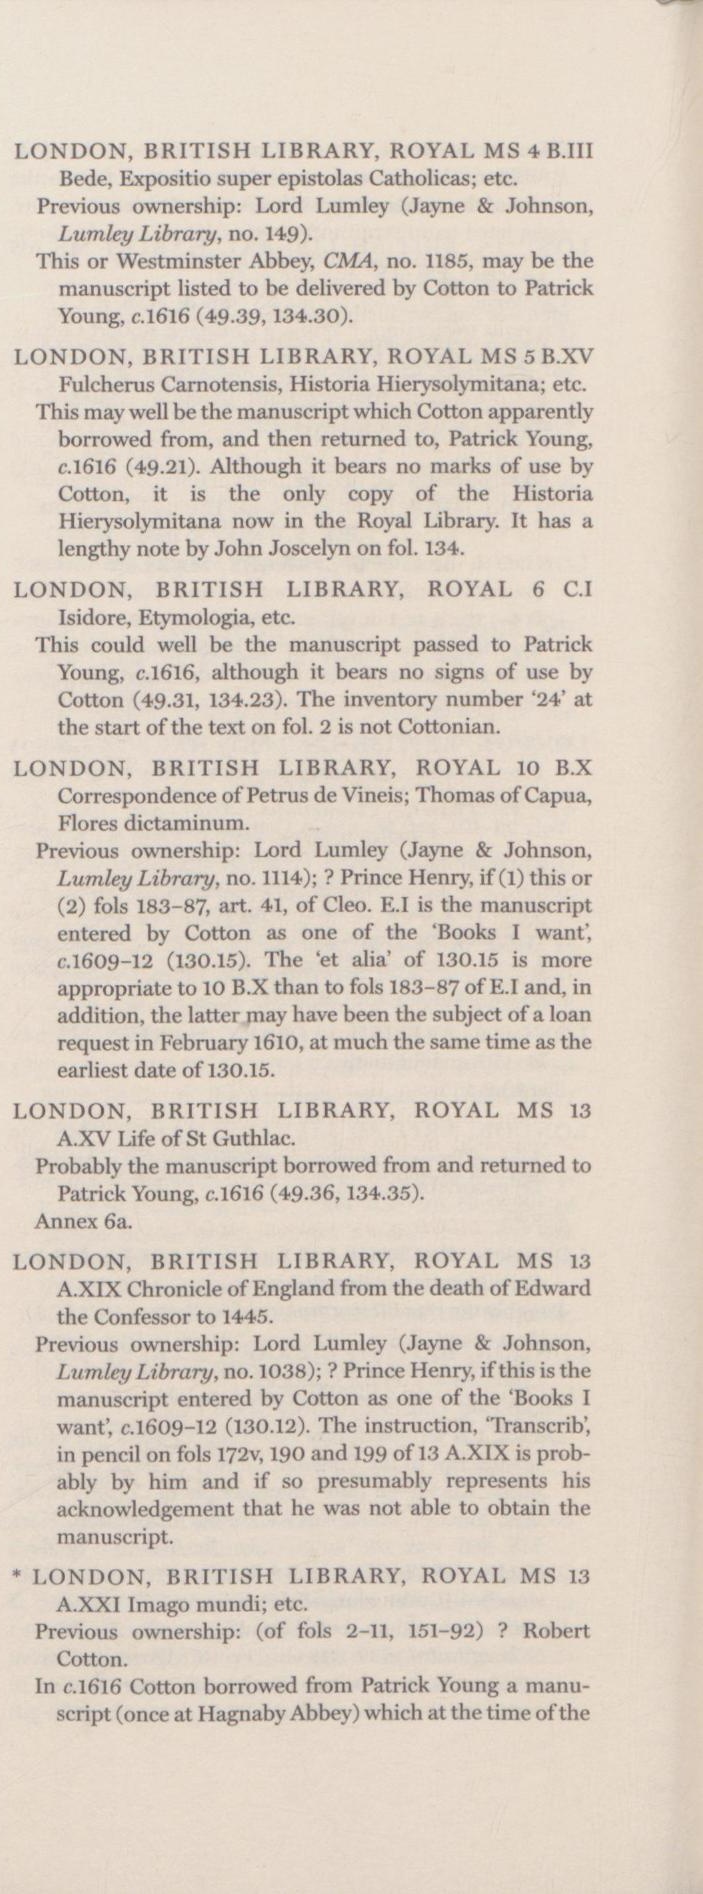 LONDON, BRITISH LIBRARY, ROYAL MS 4 B.III
Bede, Expositio super epistolas Catholicas; etc.
Previous ownership: Lord Lumley (Jayne & Johnson,
Lumley Library, no. 149).
This or Westminster Abbey, CMA, no. 1185, may be the
manuscript listed to be delivered by Cotton to Patrick
Young, c.1616 (49.39, 134.30).
LONDON, BRITISH LIBRARY, ROYAL MS 5 B.XV
Fulcherus Carnotensis, Historia Hierysolymitana; etc.
This may well be the manuscript which Cotton apparently
borrowed from, and then returned to, Patrick Young,
c.1616 (49.21). Although it bears no marks of use by
Cotton, it is the only copy of the Historia
Hierysolymitana now in the Royal Library. It has a
lengthy note by John Joscelyn on fol. 134.
LONDON, BRITISH LIBRARY, ROYAL 6 C.I
Isidore, Etymologia, etc.
This could well be the manuscript passed to Patrick
Young, c.1616, although it bears no signs of use by
Cotton (49.31, 134.23). The inventory number ‘24’ at
the start of the text on fol. 2 is not Cottonian.
LONDON, BRITISH LIBRARY, ROYAL 10 B.X
Correspondence of Petrus de Vineis; Thomas of Capua,
Flores dictaminum.
Previous ownership: Lord Lumley (Jayne & Johnson,
Lumley Library, no. 1114); ? Prince Henry, if (1) this or
(2) fols 183–87, art. 41, of Cleo. E.I is the manuscript
entered by Cotton as one of the ‘Books I want’,
c.1609–12 (130.15). The ‘et alia’ of 130.15 is more
appropriate to 10 B.X than to fols 183–87 of E.I and, in
addition, the latter may have been the subject of a loan
request in February 1610, at much the same time as the
earliest date of 130.15.
LONDON, BRITISH LIBRARY, ROYAL MS 13
A.XV Life of St Guthlac.
Probably the manuscript borrowed from and returned to
Patrick Young, c.1616 (49.36, 134.35).
Annex 6a.
LONDON, BRITISH LIBRARY, ROYAL MS 13
A.XIX Chronicle of England from the death of Edward
the Confessor to 1445.
Previous ownership: Lord Lumley (Jayne & Johnson,
Lumley Library, no. 1038); ? Prince Henry, if this is the
manuscript entered by Cotton as one of the ‘Books I
want’, c.1609–12 (130.12). The instruction, ‘Transcrib’,
in pencil on fols 172v, 190 and 199 of 13 A.XIX is prob-
ably by him and if so presumably represents his
acknowledgement that he was not able to obtain the
manuscript.
* LONDON, BRITISH LIBRARY, ROYAL MS 13
A.XXI Imago mundi; etc.
Previous ownership: (of fols 2–11, 151–92) ? Robert
Cotton.
In c.1616 Cotton borrowed from Patrick Young a manu-
script (once at Hagnaby Abbey) which at the time of the